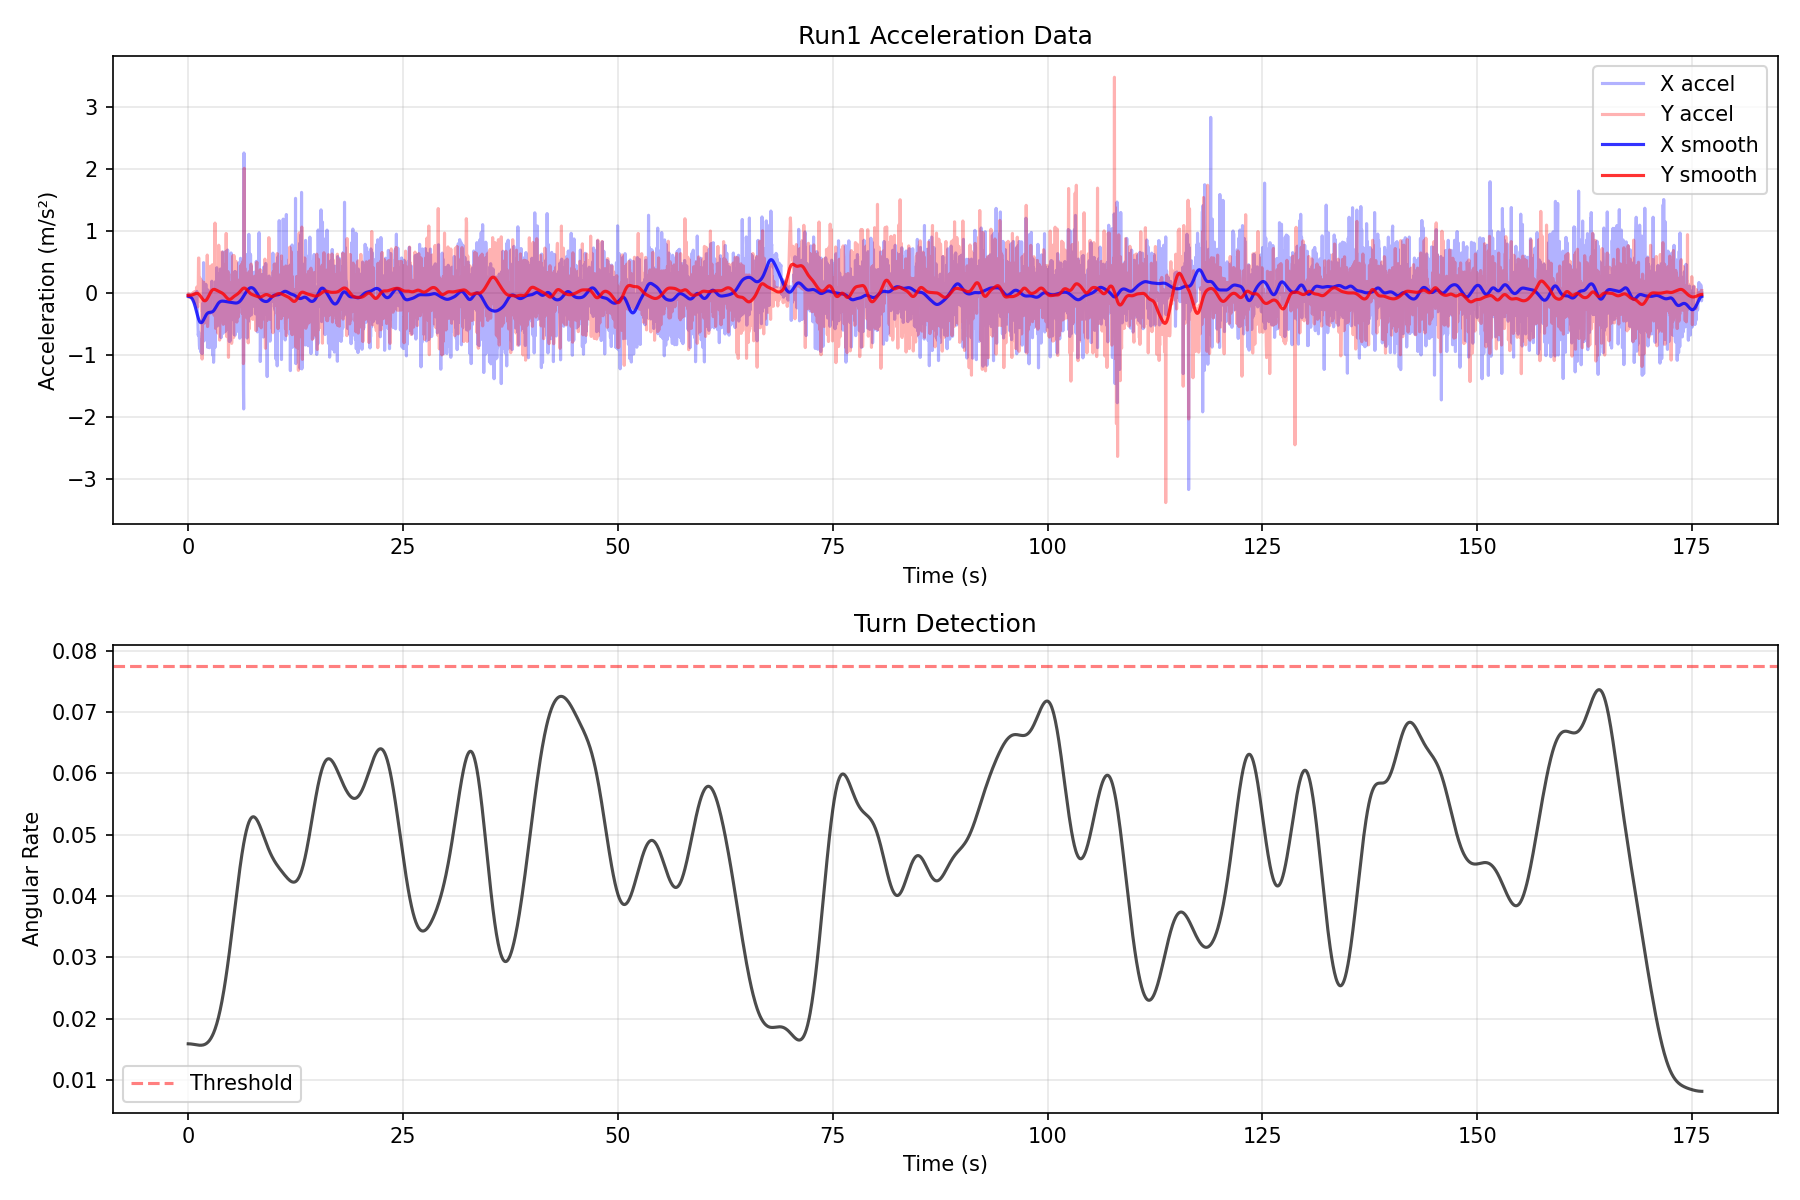 Run1 Acceleration Data
Acceleration (m/s²)
3
2
1
0
−1
−2
−3
X accel
Y accel
X smooth
Y smooth
0 25 50 75 100 125 150 175
Time (s)
Turn Detection
Angular Rate
0.08
0.07
0.06
0.05
0.04
0.03
0.02
0.01
Threshold
0 25 50 75 100 125 150 175
Time (s)